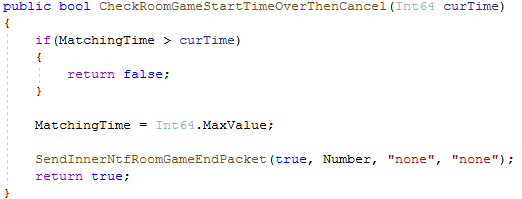 public bool CheckRoomGameStartTimeOverThenCancel(Int64 curTime)
{
    if(MatchingTime > curTime)
    {
        return false;
    }

    MatchingTime = Int64.MaxValue;

    SendInnerNtfRoomGameEndPacket(true, Number, "none", "none");
    return true;
}